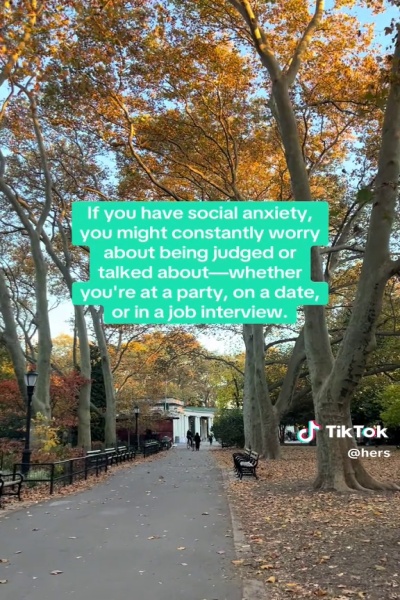 If you have social anxiety,
you might constantly worry
about being judged or
talked about—whether
you're at a party, on a date,
or in a job interview.
TikTok
@hers